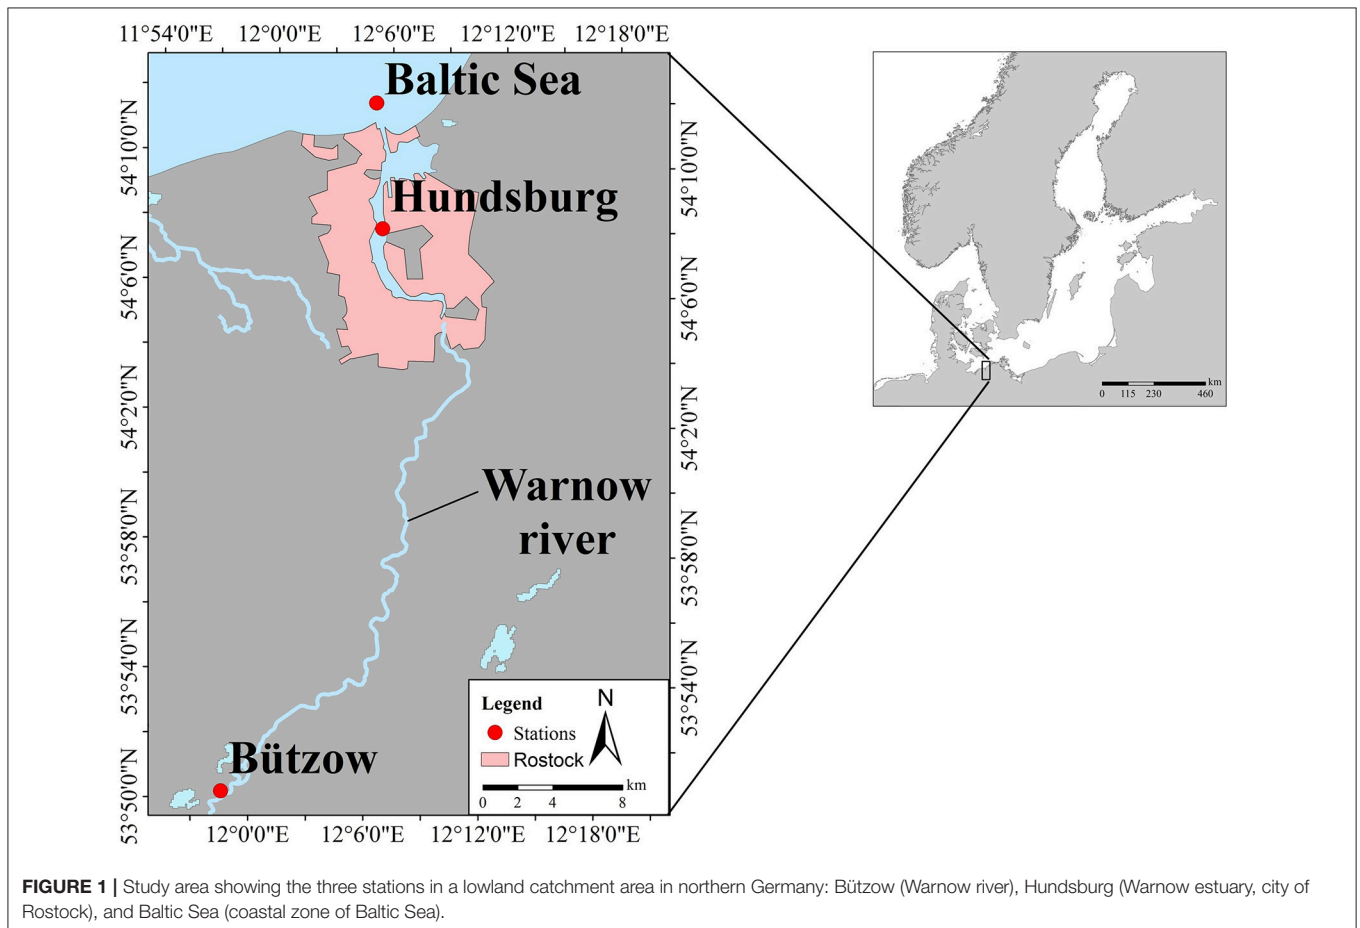 11°54'0"E 12°0'0"E 12°6'0"E 12°12'0"E 12°18'0"E
Baltic Sea
Hundsburg
Warnow
river
Bützow
54°10'0"N
54°6'0"N
54°2'0"N
53°58'0"N
53°54'0"N
53°50'0"N
54°10'0"N
54°6'0"N
54°2'0"N
53°58'0"N
53°54'0"N
Legend
Stations
Rostock
N
km
0 2 4 8
12°0'0"E 12°6'0"E 12°12'0"E 12°18'0"E
km
0 115 230 460
FIGURE 1 | Study area showing the three stations in a lowland catchment area in northern Germany: Bützow (Warnow river), Hundsburg (Warnow estuary, city of
Rostock), and Baltic Sea (coastal zone of Baltic Sea).